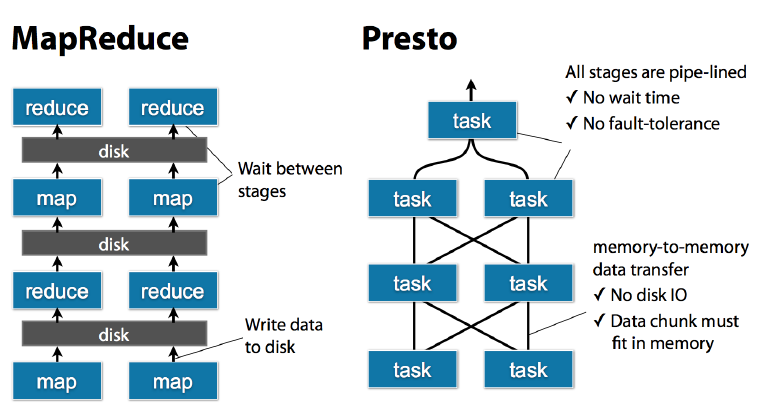 MapReduce
reduce reduce
disk
map map
disk
reduce reduce
disk
map map
Wait between
stages
Write data
to disk
Presto
task
task task
task task
task task
All stages are pipe-lined
✓ No wait time
✓ No fault-tolerance
memory-to-memory
data transfer
✓ No disk IO
✓ Data chunk must
fit in memory